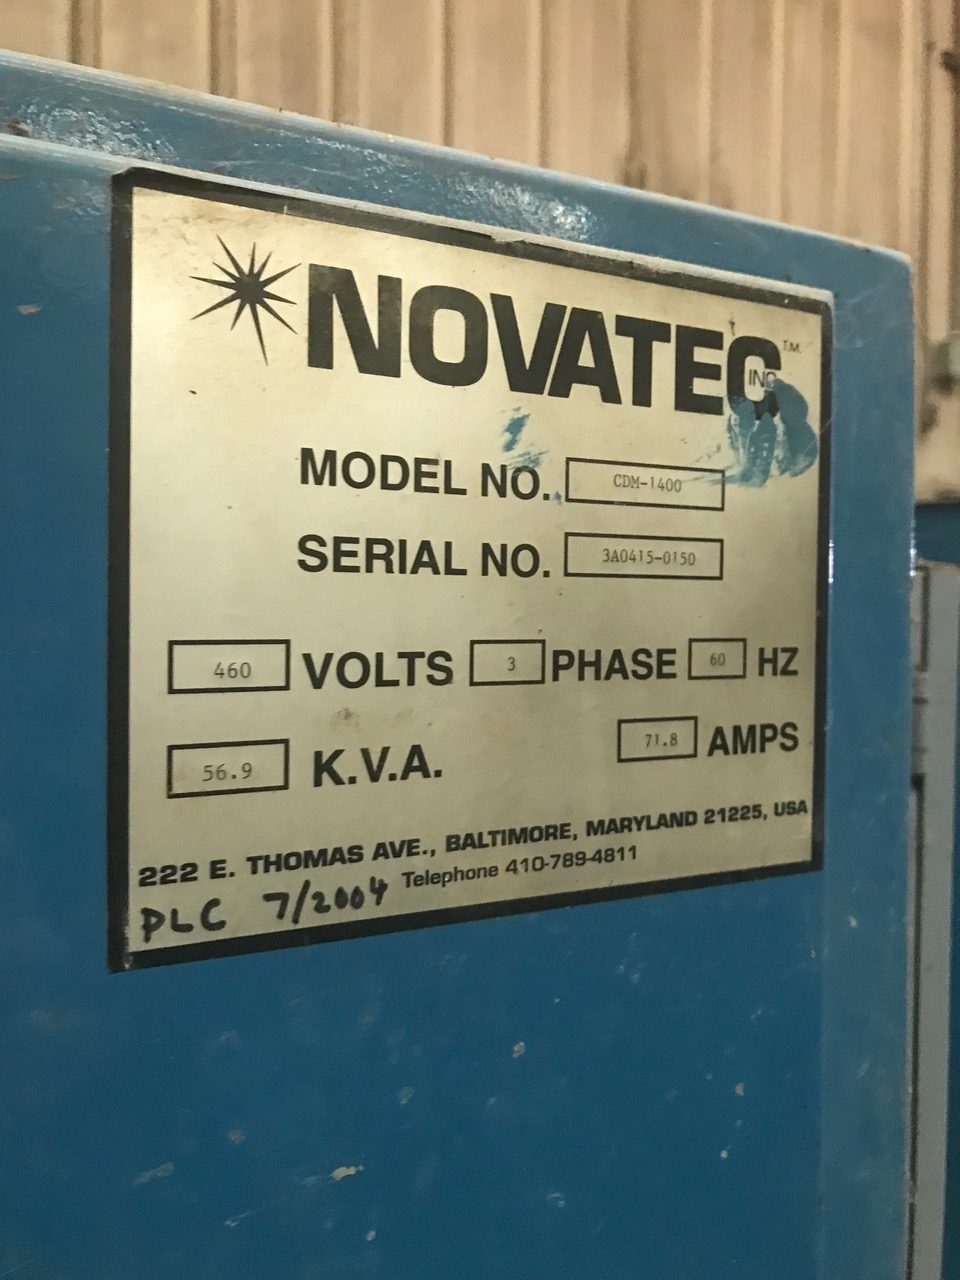 NOVATEC INC T.M.
MODEL NO. CDM-1400
SERIAL NO. 3A0415-0150
460 VOLTS 3 PHASE 60 HZ
56.9 K.V.A. 71.8 AMPS
222 E. THOMAS AVE., BALTIMORE, MARYLAND 21225, USA
Telephone 410-789-4811
PLC 7/2004